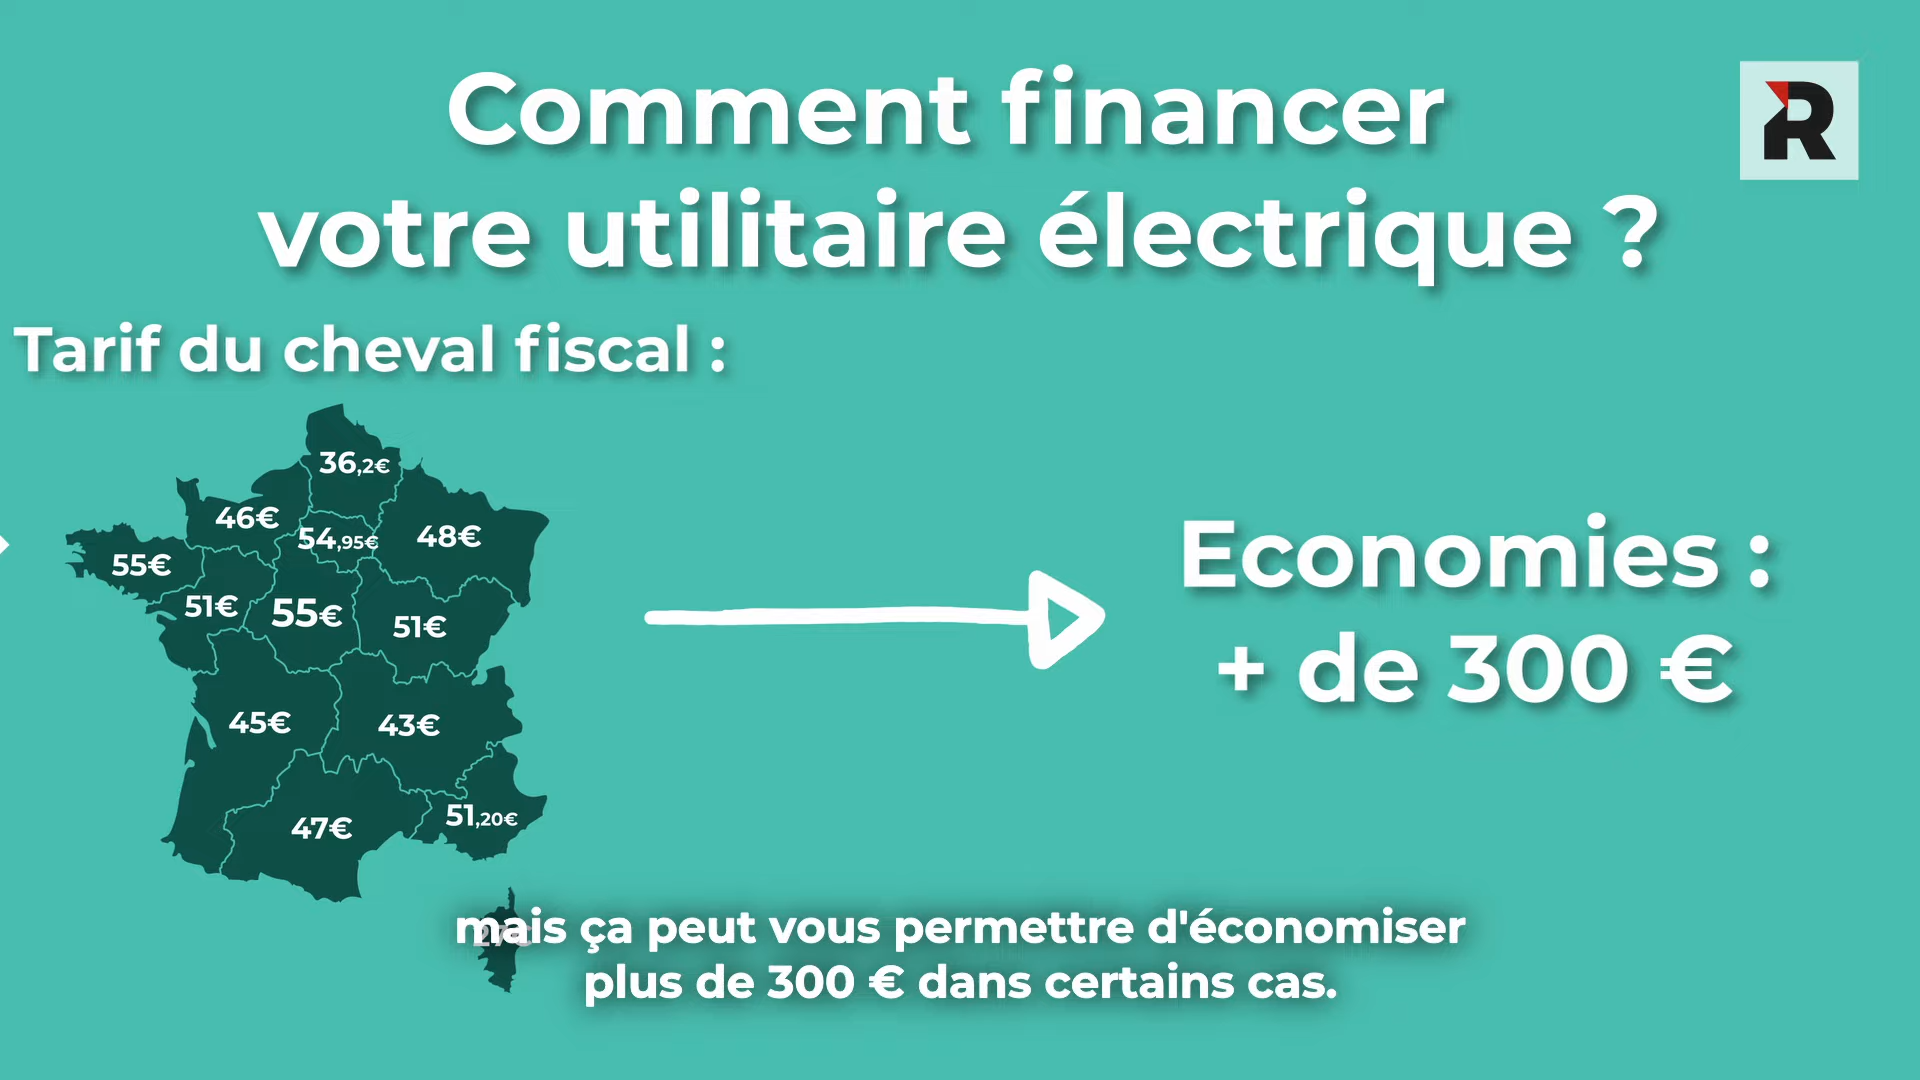 Comment financer
votre utilitaire électrique ?
R
Tarif du cheval fiscal :
36,2€
46€
54,95€
48€
55€
51€
55€
51€
45€
43€
47€
51,20€
Economies :
+ de 300 €
mais ça peut vous permettre d'économiser
plus de 300 € dans certains cas.